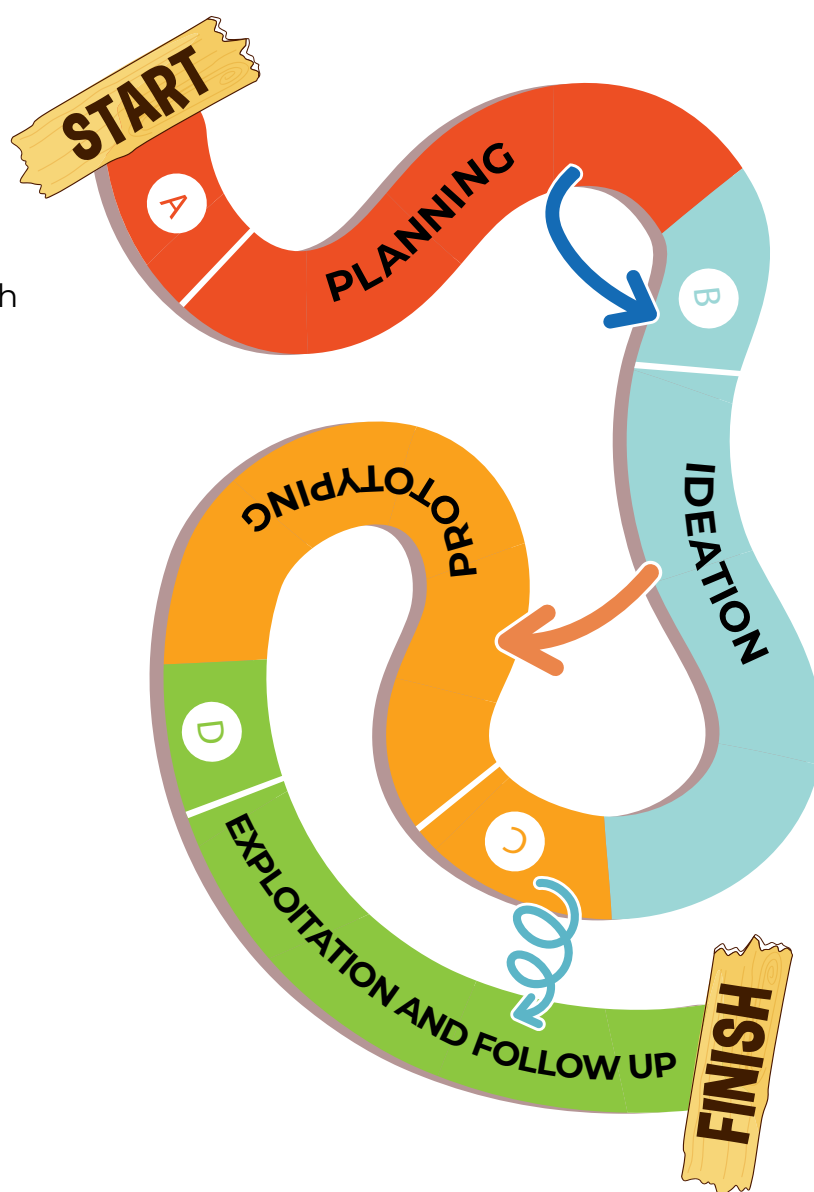 START
A
PLANNING
h
B
IDEATION
PROTOTYPING
C
D
EXPLOITATION AND FOLLOW UP
FINISH